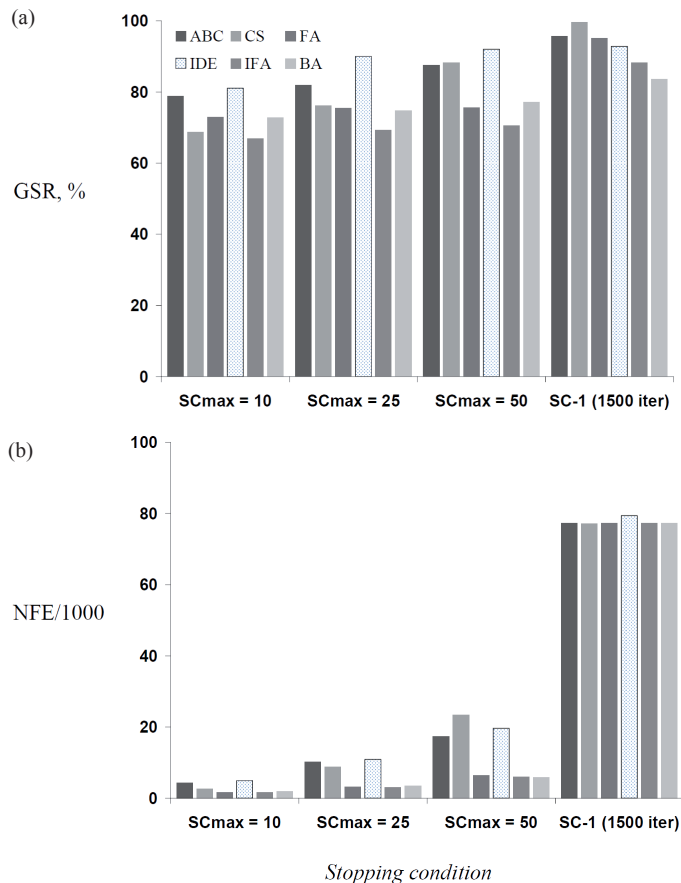 (a)
100
ABC CS FA
IDE IFA BA
80
60
GSR, %
40
20
0
SCmax = 10 SCmax = 25 SCmax = 50 SC-1 (1500 iter)
(b)
100
80
60
NFE/1000
40
20
0
SCmax = 10 SCmax = 25 SCmax = 50 SC-1 (1500 iter)
Stopping condition